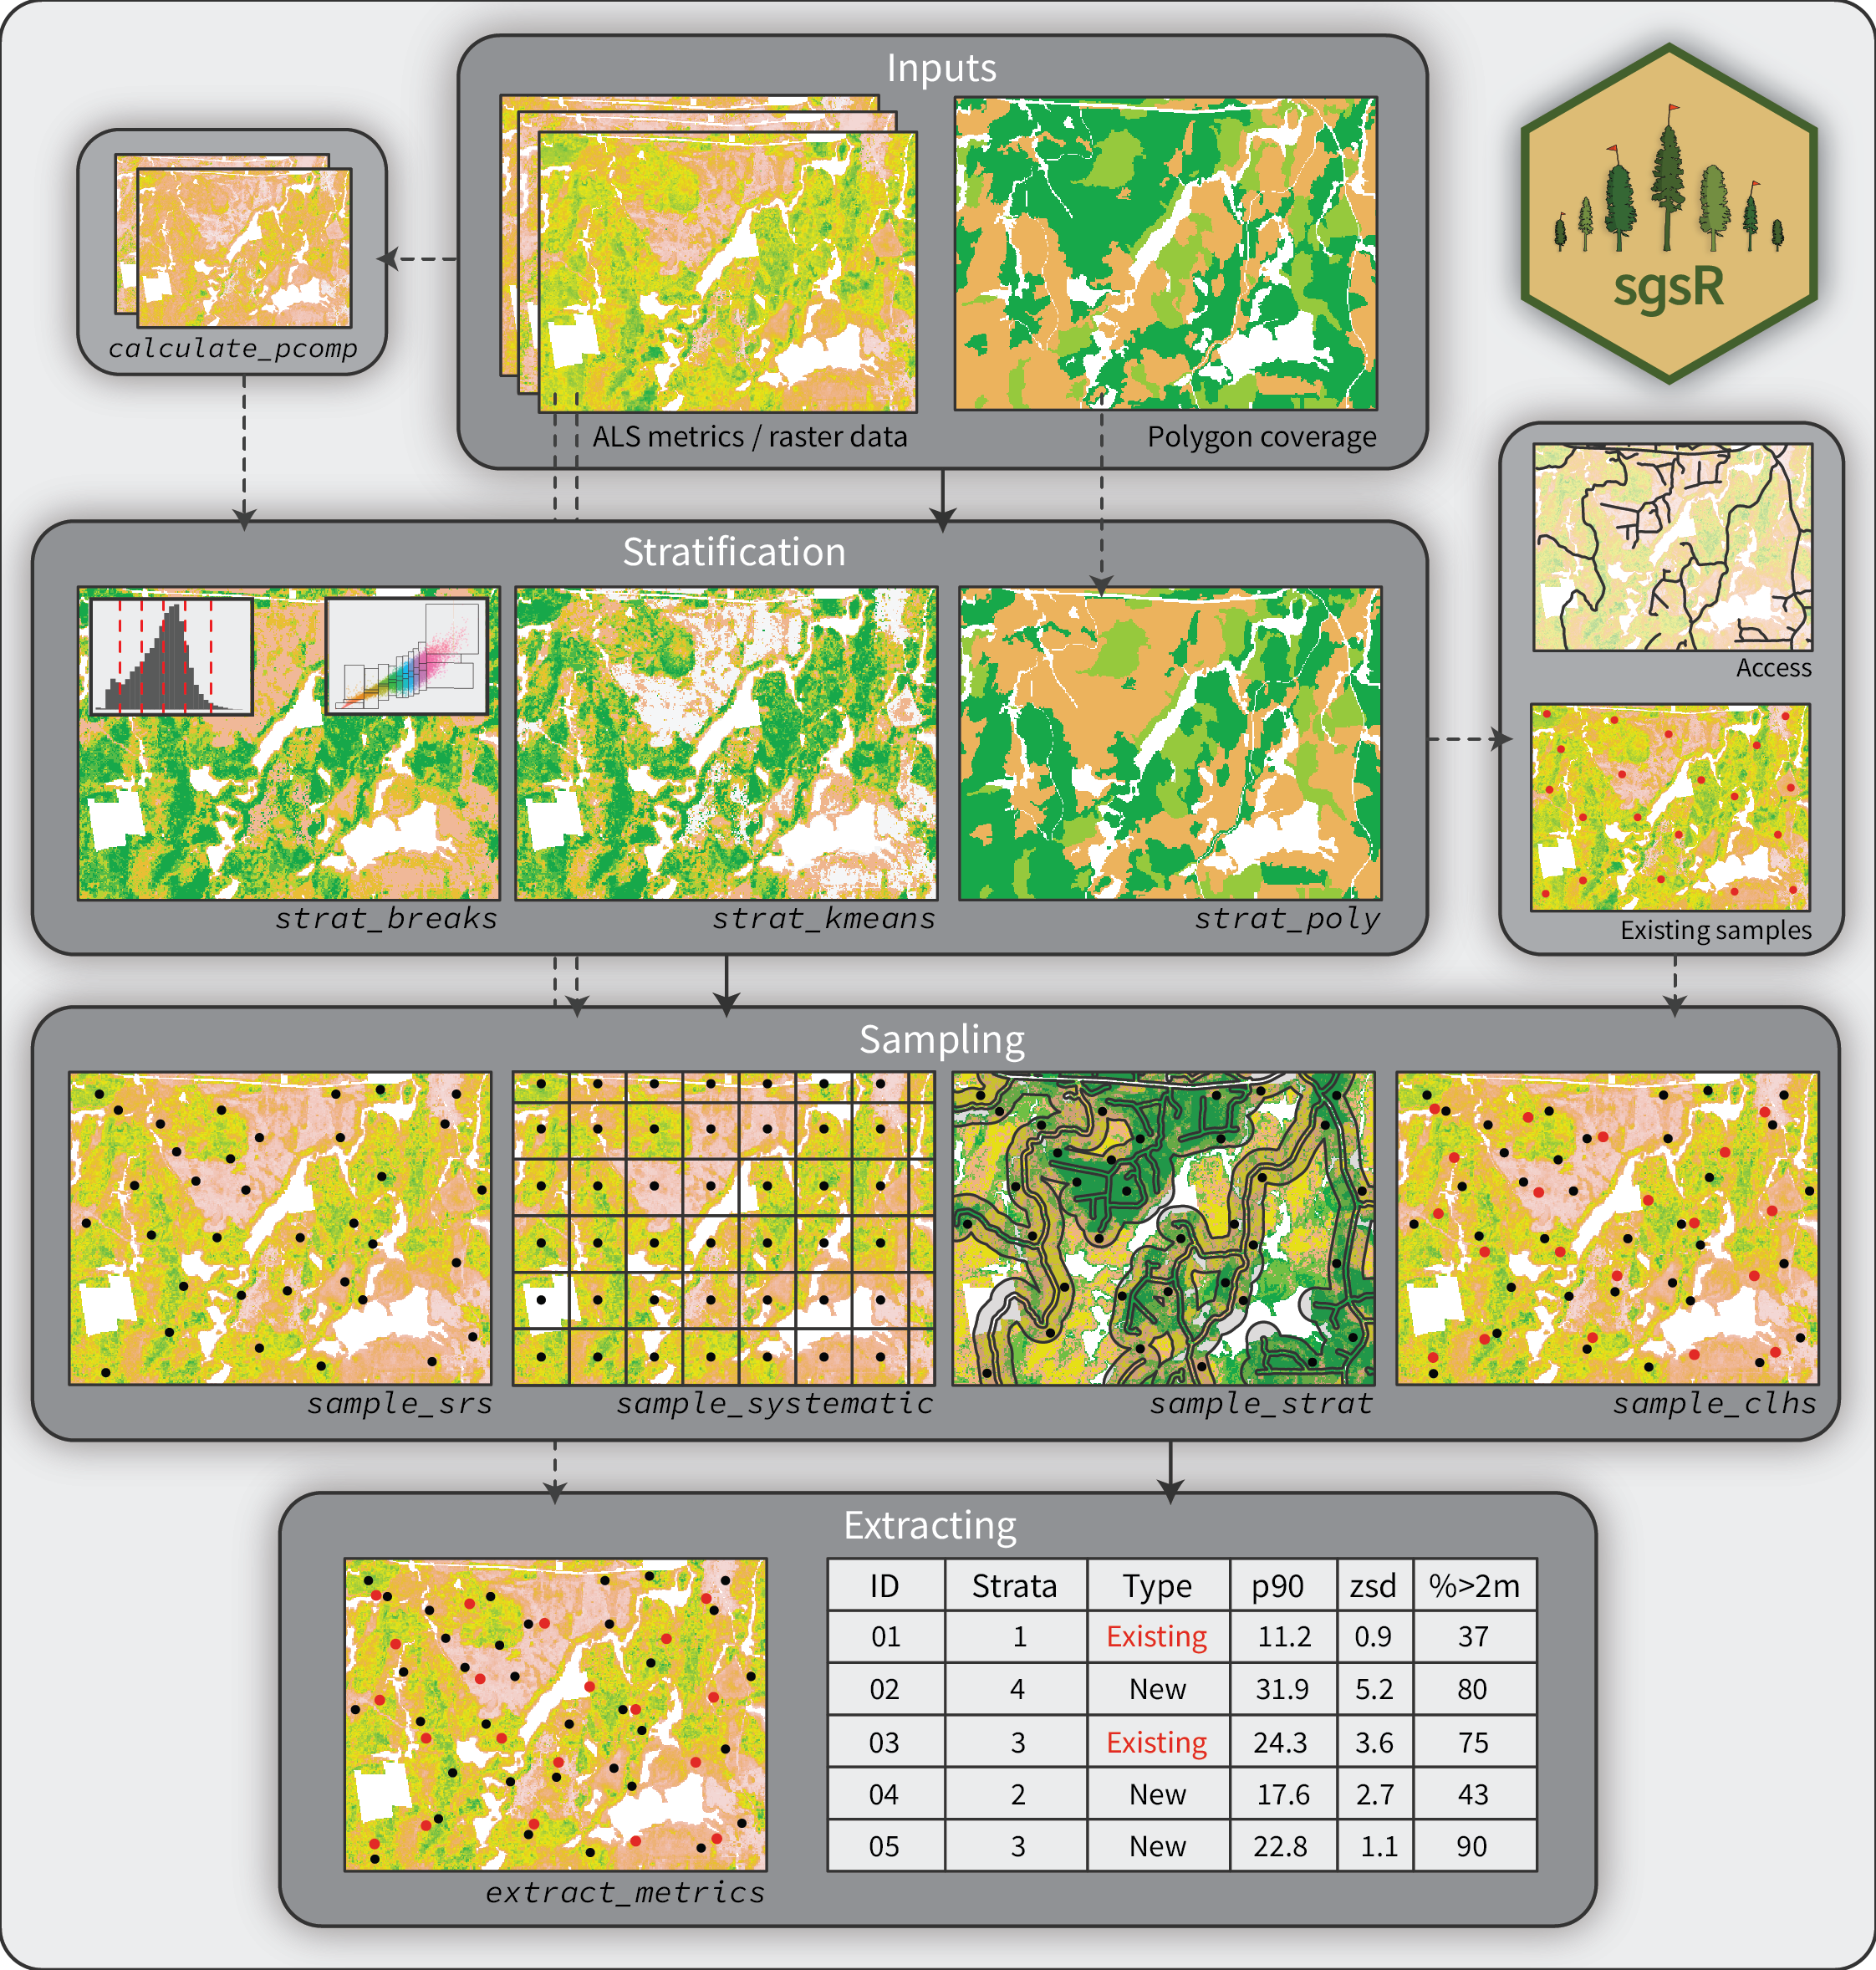 Inputs
ALS metrics / raster data
Polygon coverage
sgsR
calculate_pcomp
Stratification
strat_breaks
strat_kmeans
strat_poly
Access
Existing samples
Sampling
sample_srs
sample_systematic
sample_strat
sample_clhs
Extracting
extract_metrics
ID Strata Type p90 zsd %>2m
01 1 Existing 11.2 0.9 37
02 4 New 31.9 5.2 80
03 3 Existing 24.3 3.6 75
04 2 New 17.6 2.7 43
05 3 New 22.8 1.1 90